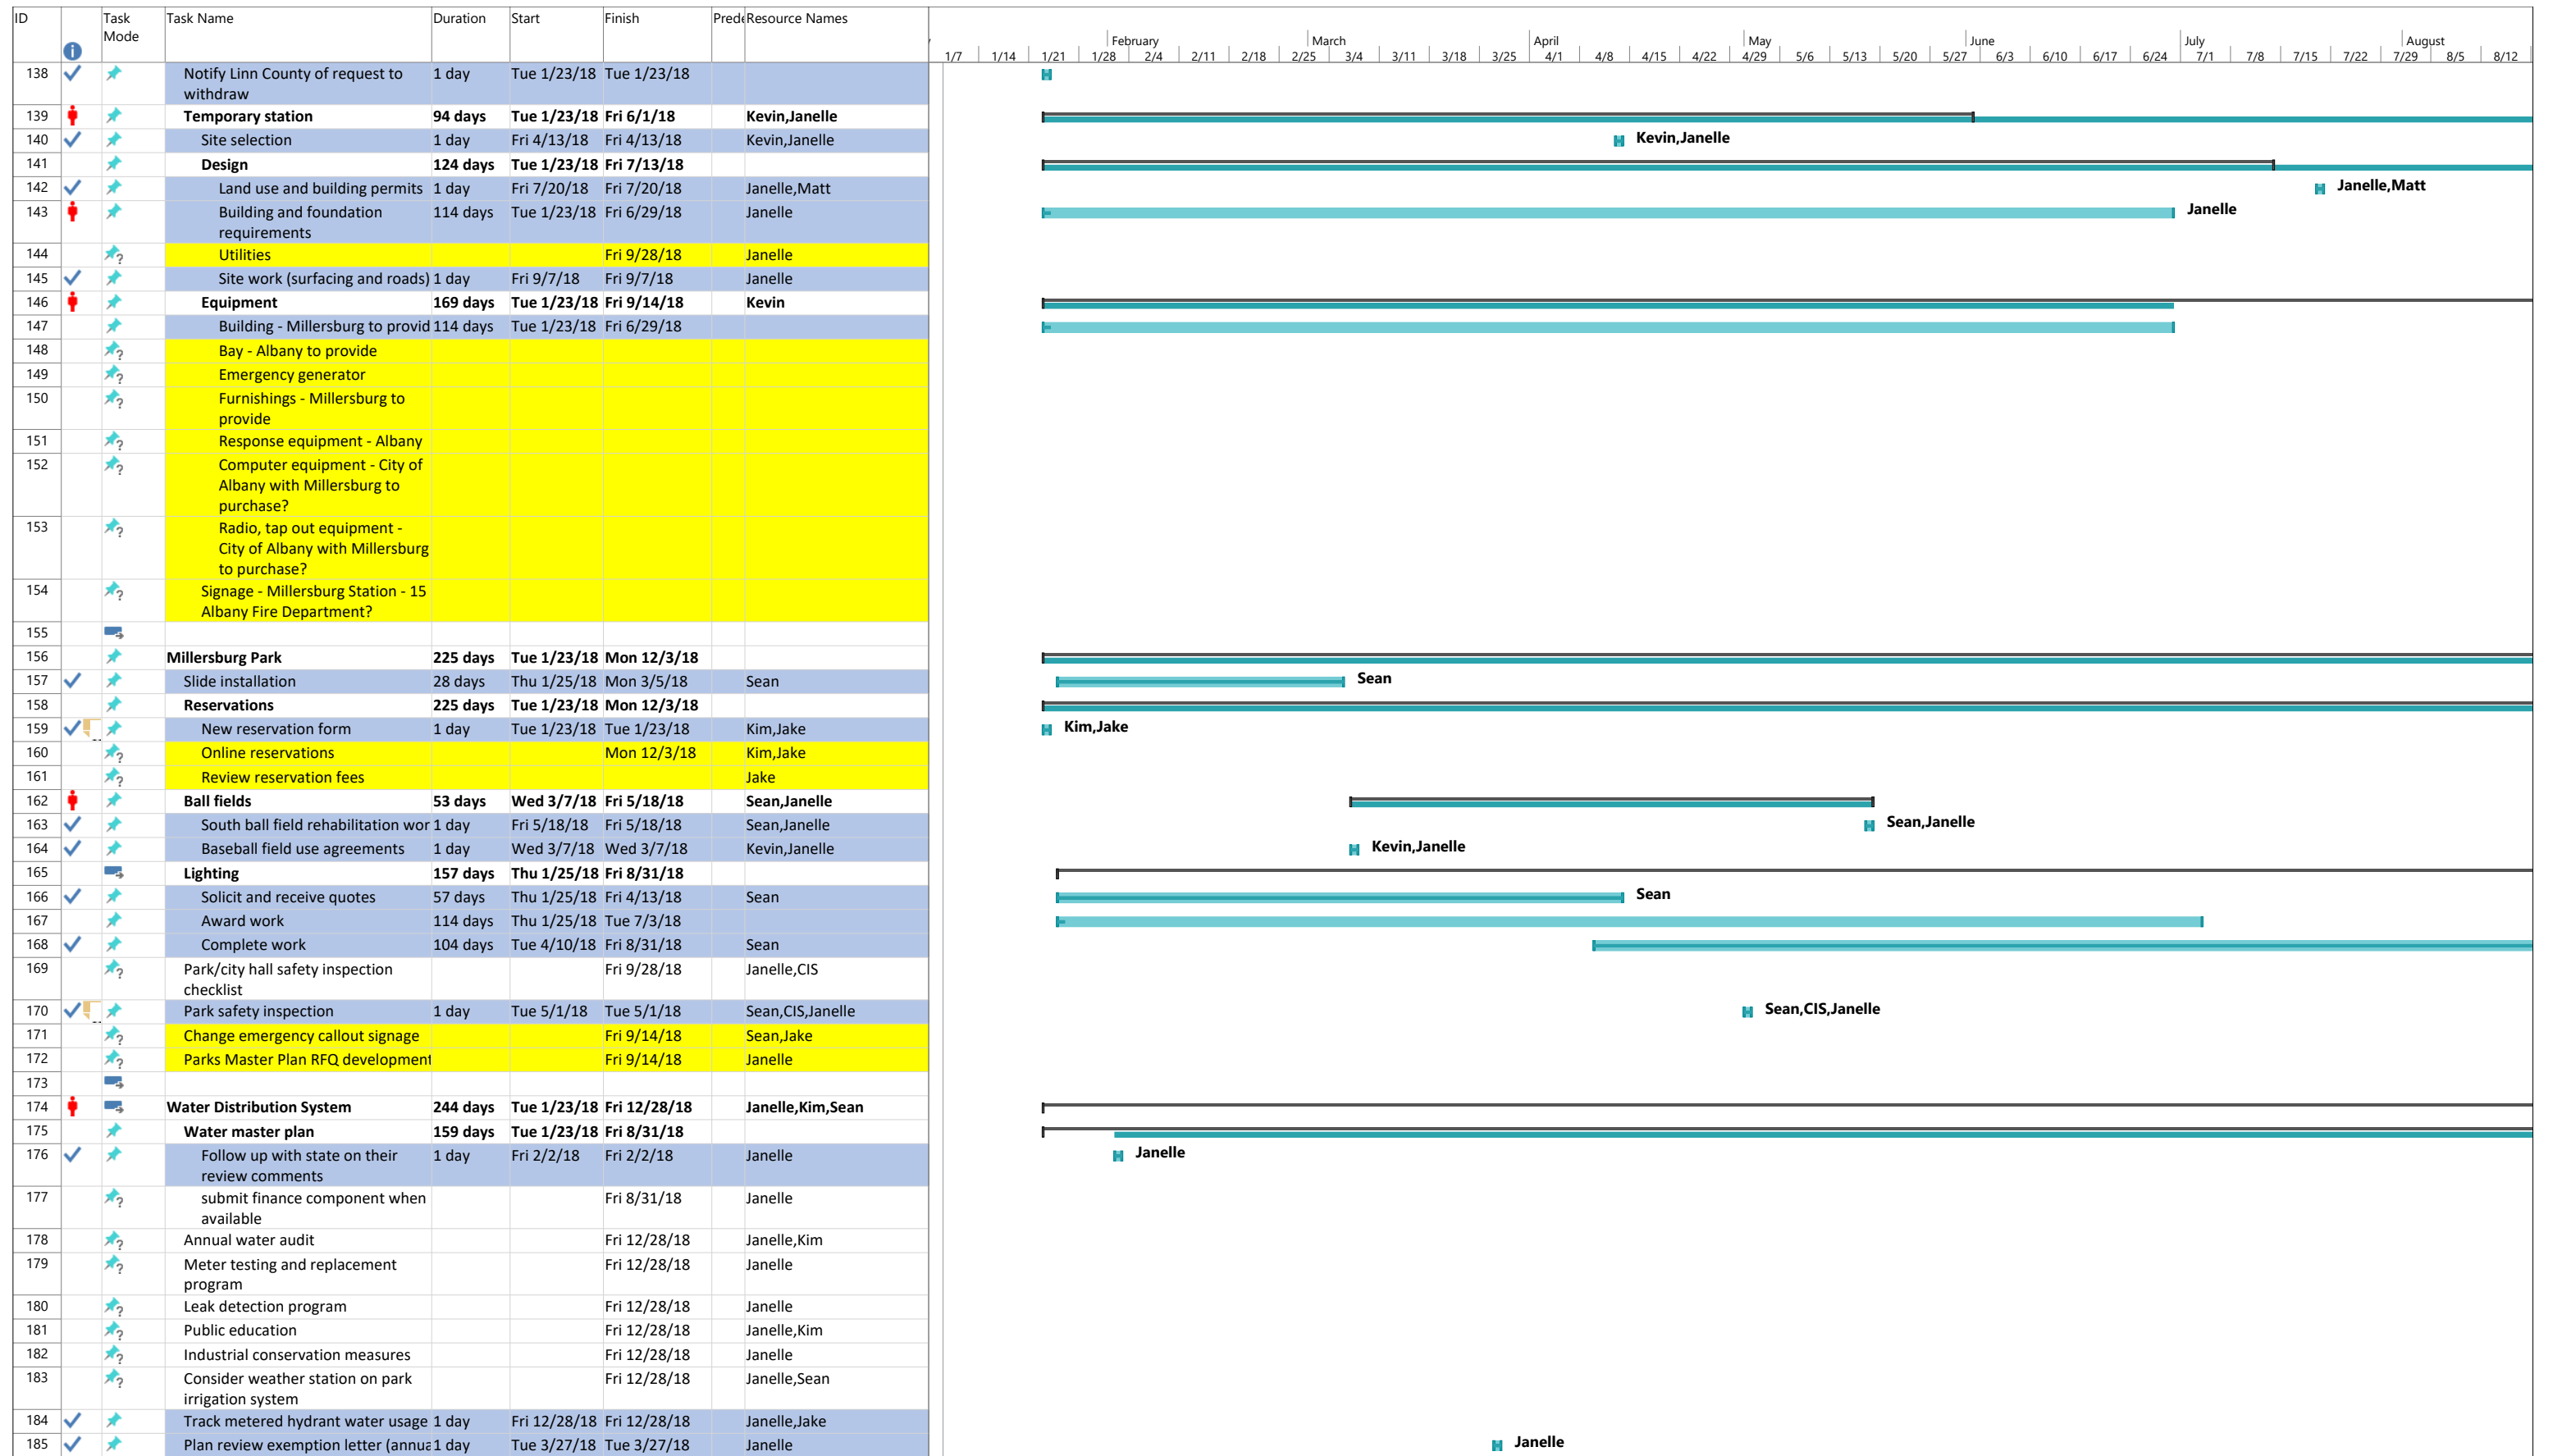 ID Task Mode Task Name Duration Start Finish Prede Resource Names
February March April May June July August
1/7 1/14 1/21 1/28 2/4 2/11 2/18 2/25 3/4 3/11 3/18 3/25 4/1 4/8 4/15 4/22 4/29 5/6 5/13 5/20 5/27 6/3 6/10 6/17 6/24 7/1 7/8 7/15 7/22 7/29 8/5 8/12
138 Notify Linn County of request to 1 day Tue 1/23/18 Tue 1/23/18
withdraw
139 Temporary station 94 days Tue 1/23/18 Fri 6/1/18 Kevin,Janelle
140 Site selection 1 day Fri 4/13/18 Fri 4/13/18 Kevin,Janelle Kevin,Janelle
141 Design 124 days Tue 1/23/18 Fri 7/13/18
142 Land use and building permits 1 day Fri 7/20/18 Fri 7/20/18 Janelle,Matt Janelle,Matt
143 Building and foundation 114 days Tue 1/23/18 Fri 6/29/18 Janelle Janelle
requirements
144 Utilities Fri 9/28/18 Janelle
145 Site work (surfacing and roads) 1 day Fri 9/7/18 Fri 9/7/18 Janelle
146 Equipment 169 days Tue 1/23/18 Fri 9/14/18 Kevin
147 Building - Millersburg to provid 114 days Tue 1/23/18 Fri 6/29/18
148 Bay - Albany to provide
149 Emergency generator
150 Furnishings - Millersburg to
provide
151 Response equipment - Albany
152 Computer equipment - City of
Albany with Millersburg to
purchase?
153 Radio, tap out equipment -
City of Albany with Millersburg
to purchase?
154 Signage - Millersburg Station - 15
Albany Fire Department?
155
156 Millersburg Park 225 days Tue 1/23/18 Mon 12/3/18
157 Slide installation 28 days Thu 1/25/18 Mon 3/5/18 Sean Sean
158 Reservations 225 days Tue 1/23/18 Mon 12/3/18
159 New reservation form 1 day Tue 1/23/18 Tue 1/23/18 Kim,Jake Kim,Jake
160 Online reservations Mon 12/3/18 Kim,Jake
161 Review reservation fees Jake
162 Ball fields 53 days Wed 3/7/18 Fri 5/18/18 Sean,Janelle
163 South ball field rehabilitation wor 1 day Fri 5/18/18 Fri 5/18/18 Sean,Janelle Sean,Janelle
164 Baseball field use agreements 1 day Wed 3/7/18 Wed 3/7/18 Kevin,Janelle Kevin,Janelle
165 Lighting 157 days Thu 1/25/18 Fri 8/31/18
166 Solicit and receive quotes 57 days Thu 1/25/18 Fri 4/13/18 Sean Sean
167 Award work 114 days Thu 1/25/18 Tue 7/3/18
168 Complete work 104 days Tue 4/10/18 Fri 8/31/18 Sean
169 Park/city hall safety inspection Fri 9/28/18 Janelle,CIS
checklist
170 Park safety inspection 1 day Tue 5/1/18 Tue 5/1/18 Sean,CIS,Janelle Sean,CIS,Janelle
171 Change emergency callout signage Fri 9/14/18 Sean,Jake
172 Parks Master Plan RFQ development Fri 9/14/18 Janelle
173
174 Water Distribution System 244 days Tue 1/23/18 Fri 12/28/18 Janelle,Kim,Sean
175 Water master plan 159 days Tue 1/23/18 Fri 8/31/18
176 Follow up with state on their 1 day Fri 2/2/18 Fri 2/2/18 Janelle Janelle
review comments
177 submit finance component when Fri 8/31/18 Janelle
available
178 Annual water audit Fri 12/28/18 Janelle,Kim
179 Meter testing and replacement Fri 12/28/18 Janelle
program
180 Leak detection program Fri 12/28/18 Janelle
181 Public education Fri 12/28/18 Janelle,Kim
182 Industrial conservation measures Fri 12/28/18 Janelle
183 Consider weather station on park Fri 12/28/18 Janelle,Sean
irrigation system
184 Track metered hydrant water usage 1 day Fri 12/28/18 Fri 12/28/18 Janelle,Jake
185 Plan review exemption letter (annua 1 day Tue 3/27/18 Tue 3/27/18 Janelle Janelle